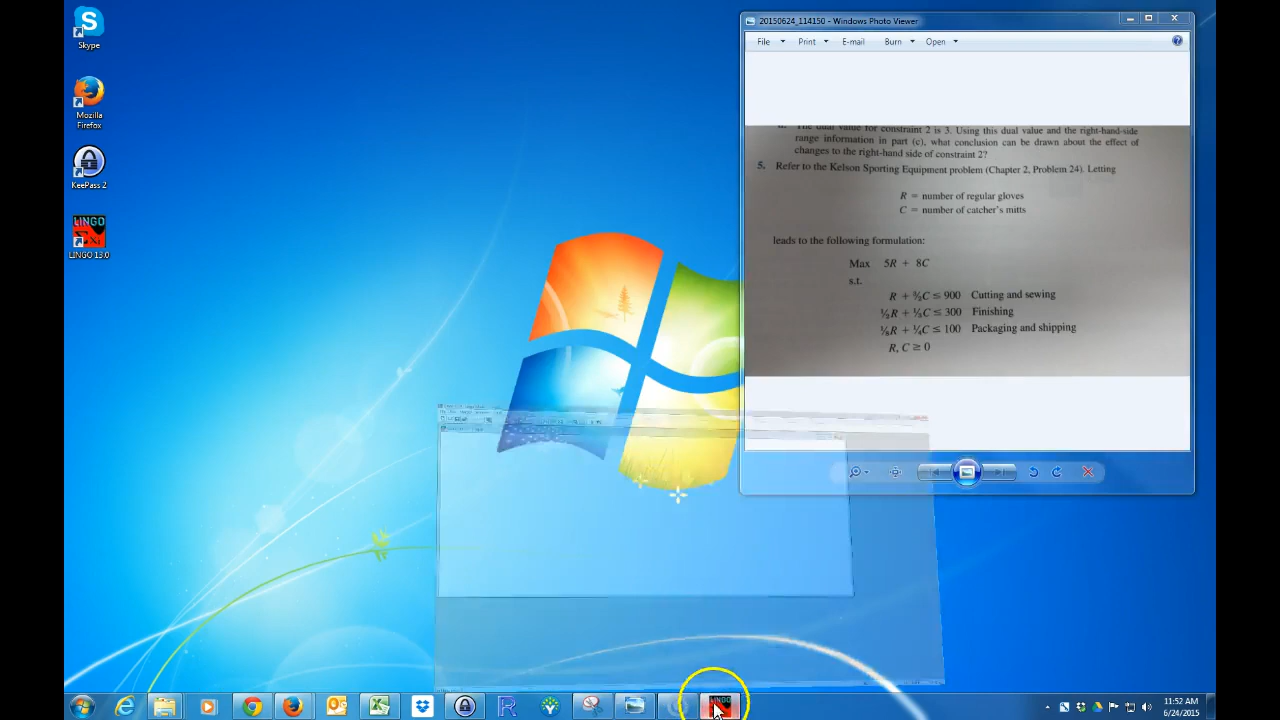 Skype
Mozilla
Firefox
KeePass 2
LINGO
LINGO 13.0
20150624_114150 - Windows Photo Viewer
File Print E-mail Burn Open
a. The dual value for constraint 2 is 3. Using this dual value and the right-hand-side
range information in part (c), what conclusion can be drawn about the effect of
changes to the right-hand side of constraint 2?
5. Refer to the Kelson Sporting Equipment problem (Chapter 2, Problem 24). Letting
R = number of regular gloves
C = number of catcher's mitts
leads to the following formulation:
Max 5R + 8C
s.t.
R + ³⁄₂C ≤ 900 Cutting and sewing
½R + ⅓C ≤ 300 Finishing
⅛R + ¼C ≤ 100 Packaging and shipping
R, C ≥ 0
LINGO
11:52 AM
6/24/2015